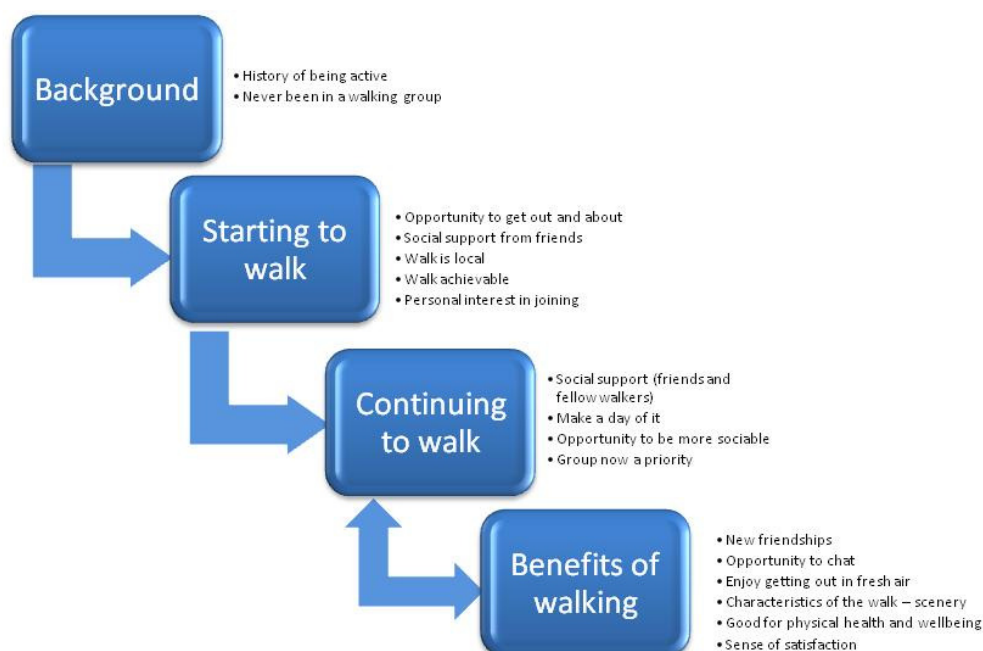 Background
• History of being active
• Never been in a walking group
Starting to
walk
• Opportunity to get out and about
• Social support from friends
• Walk is local
• Walk achievable
• Personal interest in joining
Continuing
to walk
• Social support (friends and
fellow walkers)
• Make a day of it
• Opportunity to be more sociable
• Group now a priority
Benefits of
walking
• New friendships
• Opportunity to chat
• Enjoy getting out in fresh air
• Characteristics of the walk – scenery
• Good for physical health and wellbeing
• Sense of satisfaction